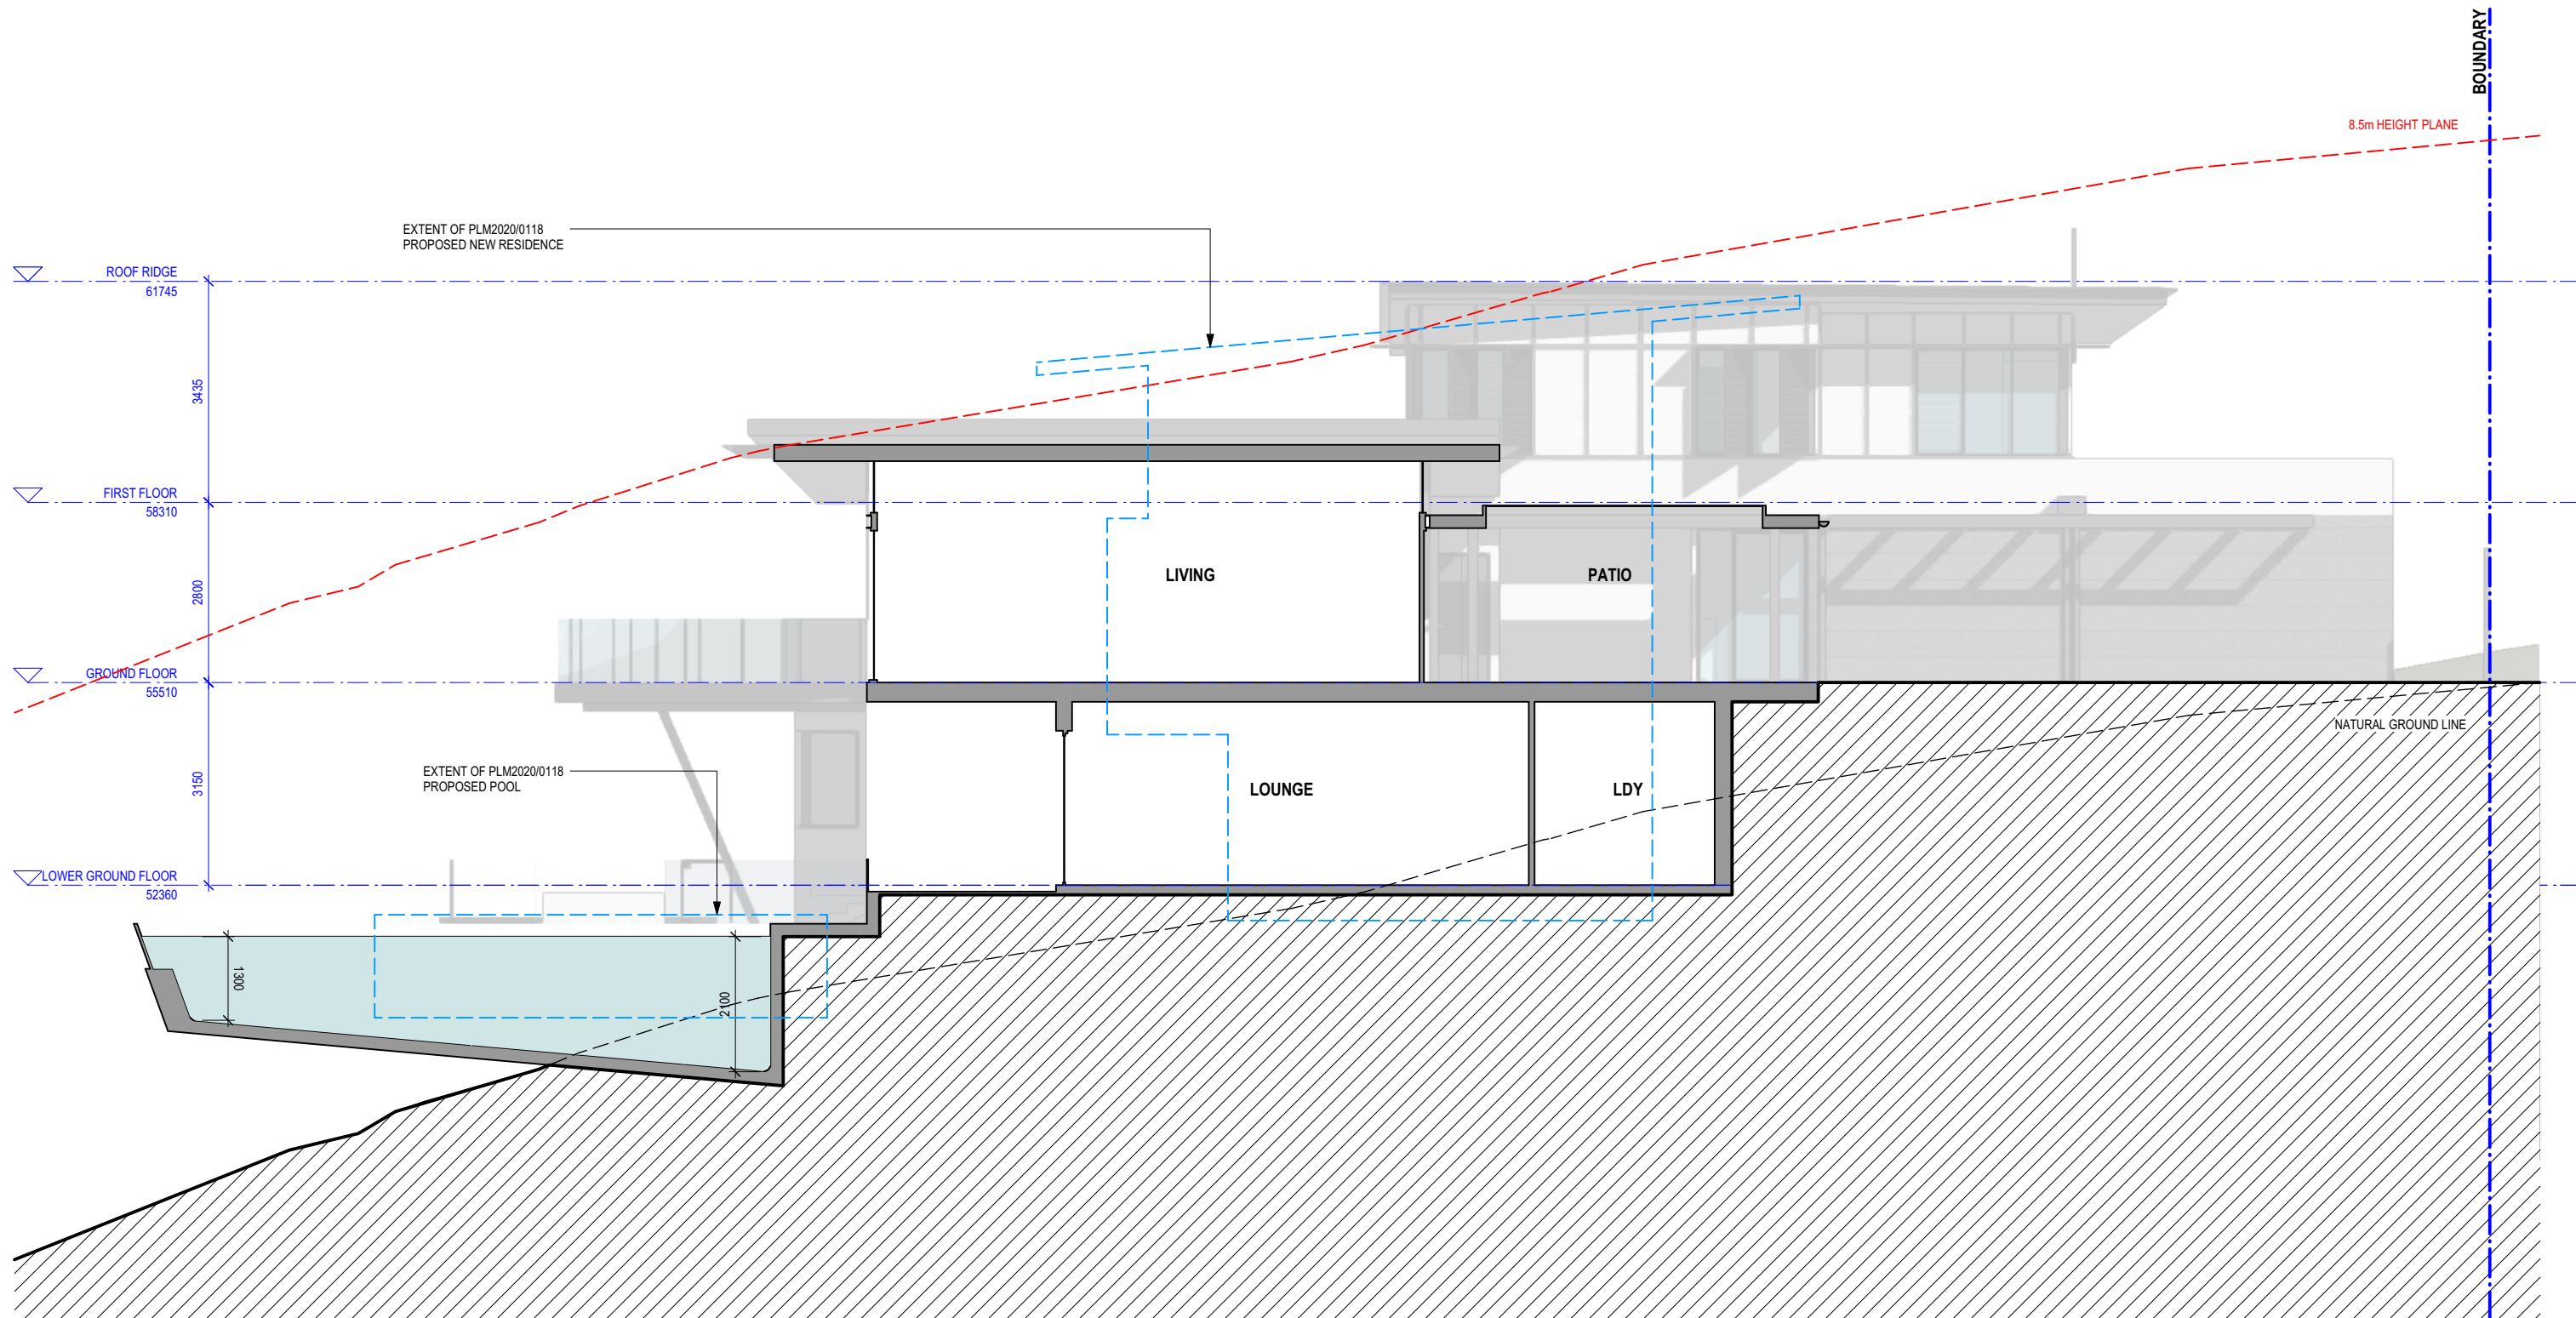 BOUNDARY
8.5m HEIGHT PLANE
EXTENT OF PLM2020/0118
PROPOSED NEW RESIDENCE
ROOF RIDGE
61745
3435
FIRST FLOOR
58310
2800
LIVING
PATIO
GROUND FLOOR
55510
NATURAL GROUND LINE
3150
EXTENT OF PLM2020/0118
PROPOSED POOL
LOUNGE
LDY
LOWER GROUND FLOOR
52360
1300
2100